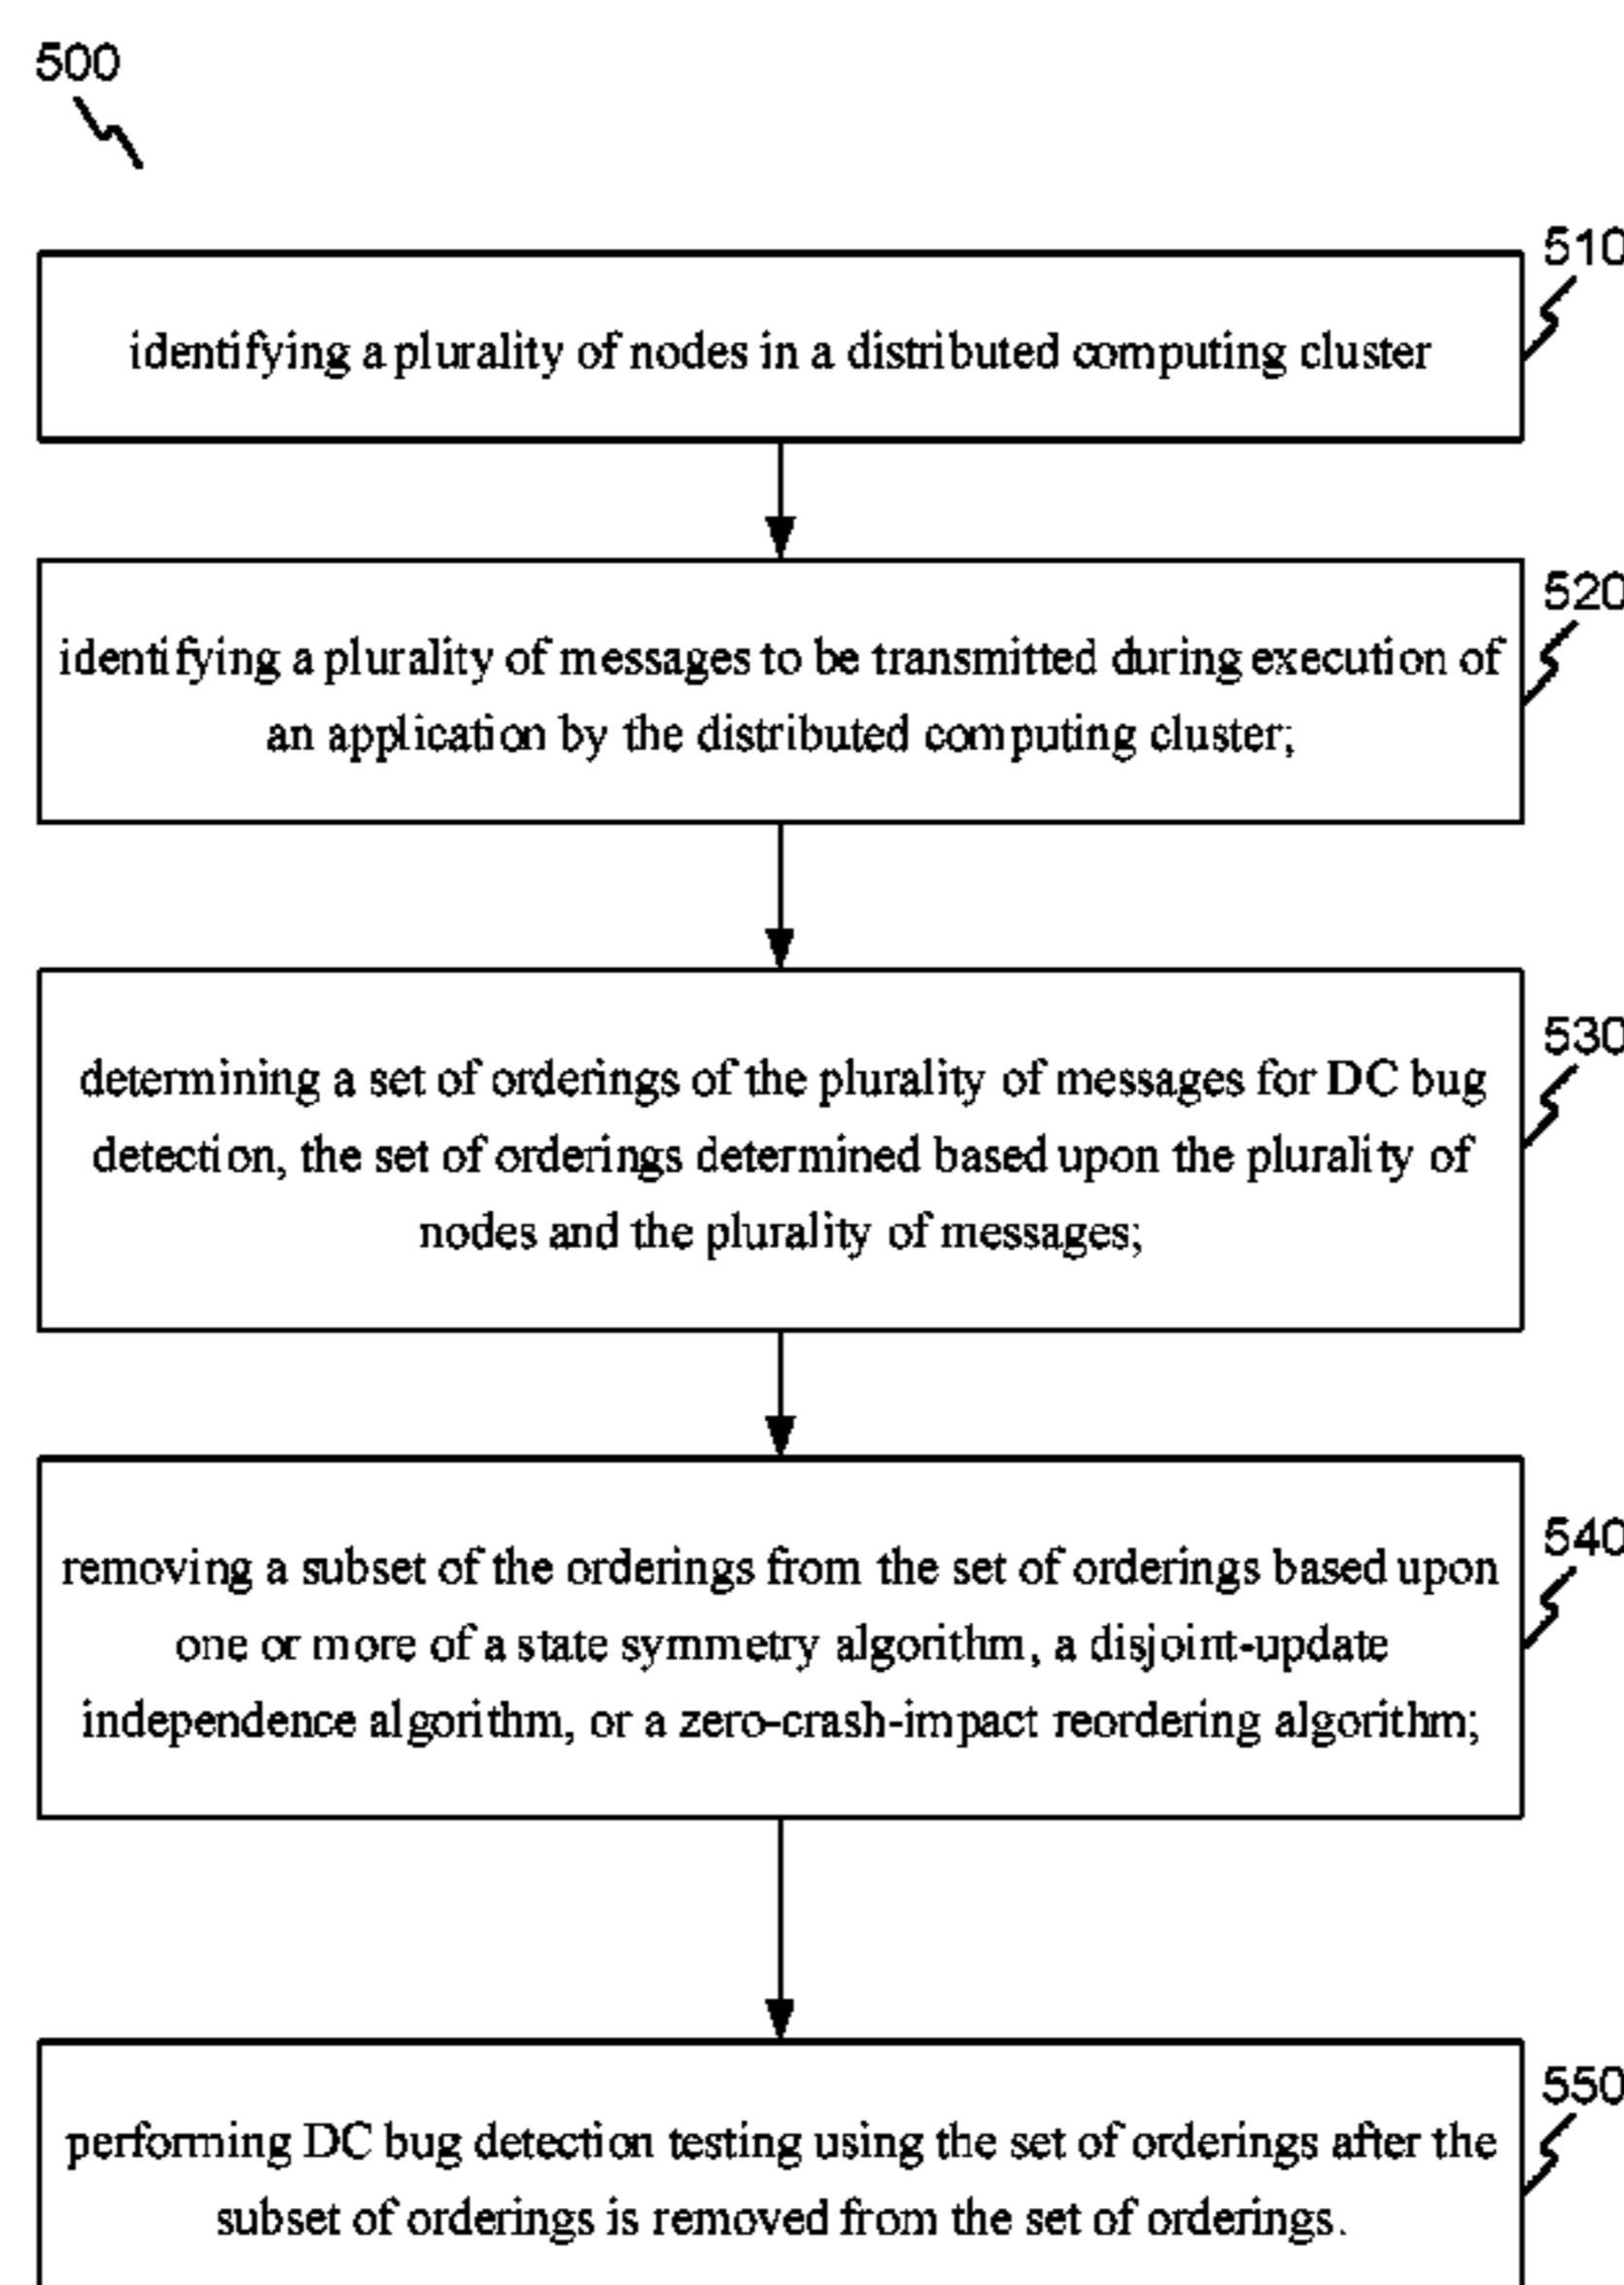 500
510
identifying a plurality of nodes in a distributed computing cluster
520
identifying a plurality of messages to be transmitted during execution of
an application by the distributed computing cluster;
530
determining a set of orderings of the plurality of messages for DC bug
detection, the set of orderings determined based upon the plurality of
nodes and the plurality of messages;
540
removing a subset of the orderings from the set of orderings based upon
one or more of a state symmetry algorithm, a disjoint-update
independence algorithm, or a zero-crash-impact reordering algorithm;
550
performing DC bug detection testing using the set of orderings after the
subset of orderings is removed from the set of orderings.